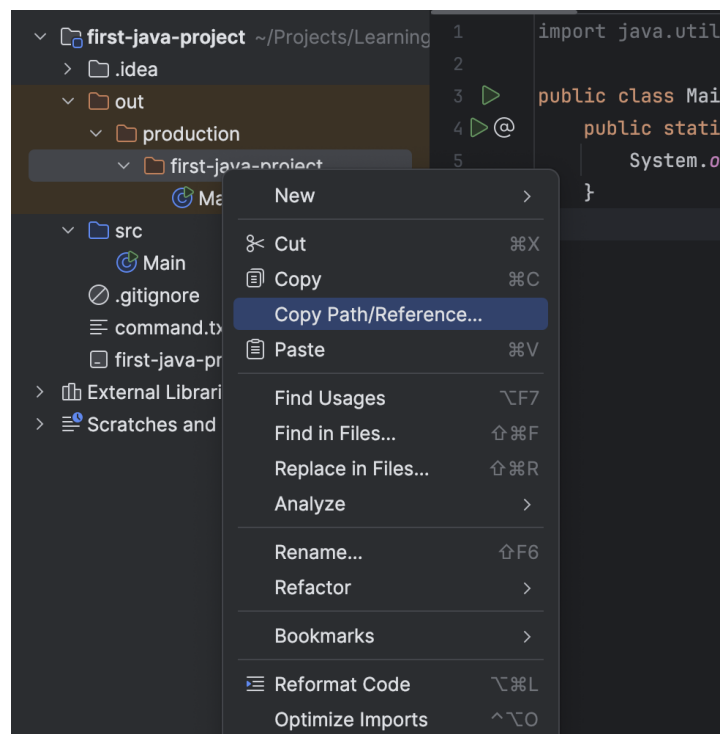 first-java-project ~/Projects/Learning
.idea
out
production
first-java-project
Ma
src
Main
.gitignore
command.tx
first-java-pr
External Librari
Scratches and
1 import java.util
2
3 public class Mai
4 @ public stati
5 System.o
}
New
Cut ⌘X
Copy ⌘C
Copy Path/Reference...
Paste ⌘V
Find Usages ⌥F7
Find in Files... ⇧⌘F
Replace in Files... ⇧⌘R
Analyze
Rename... ⇧F6
Refactor
Bookmarks
Reformat Code ⌥⌘L
Optimize Imports ^⌥O